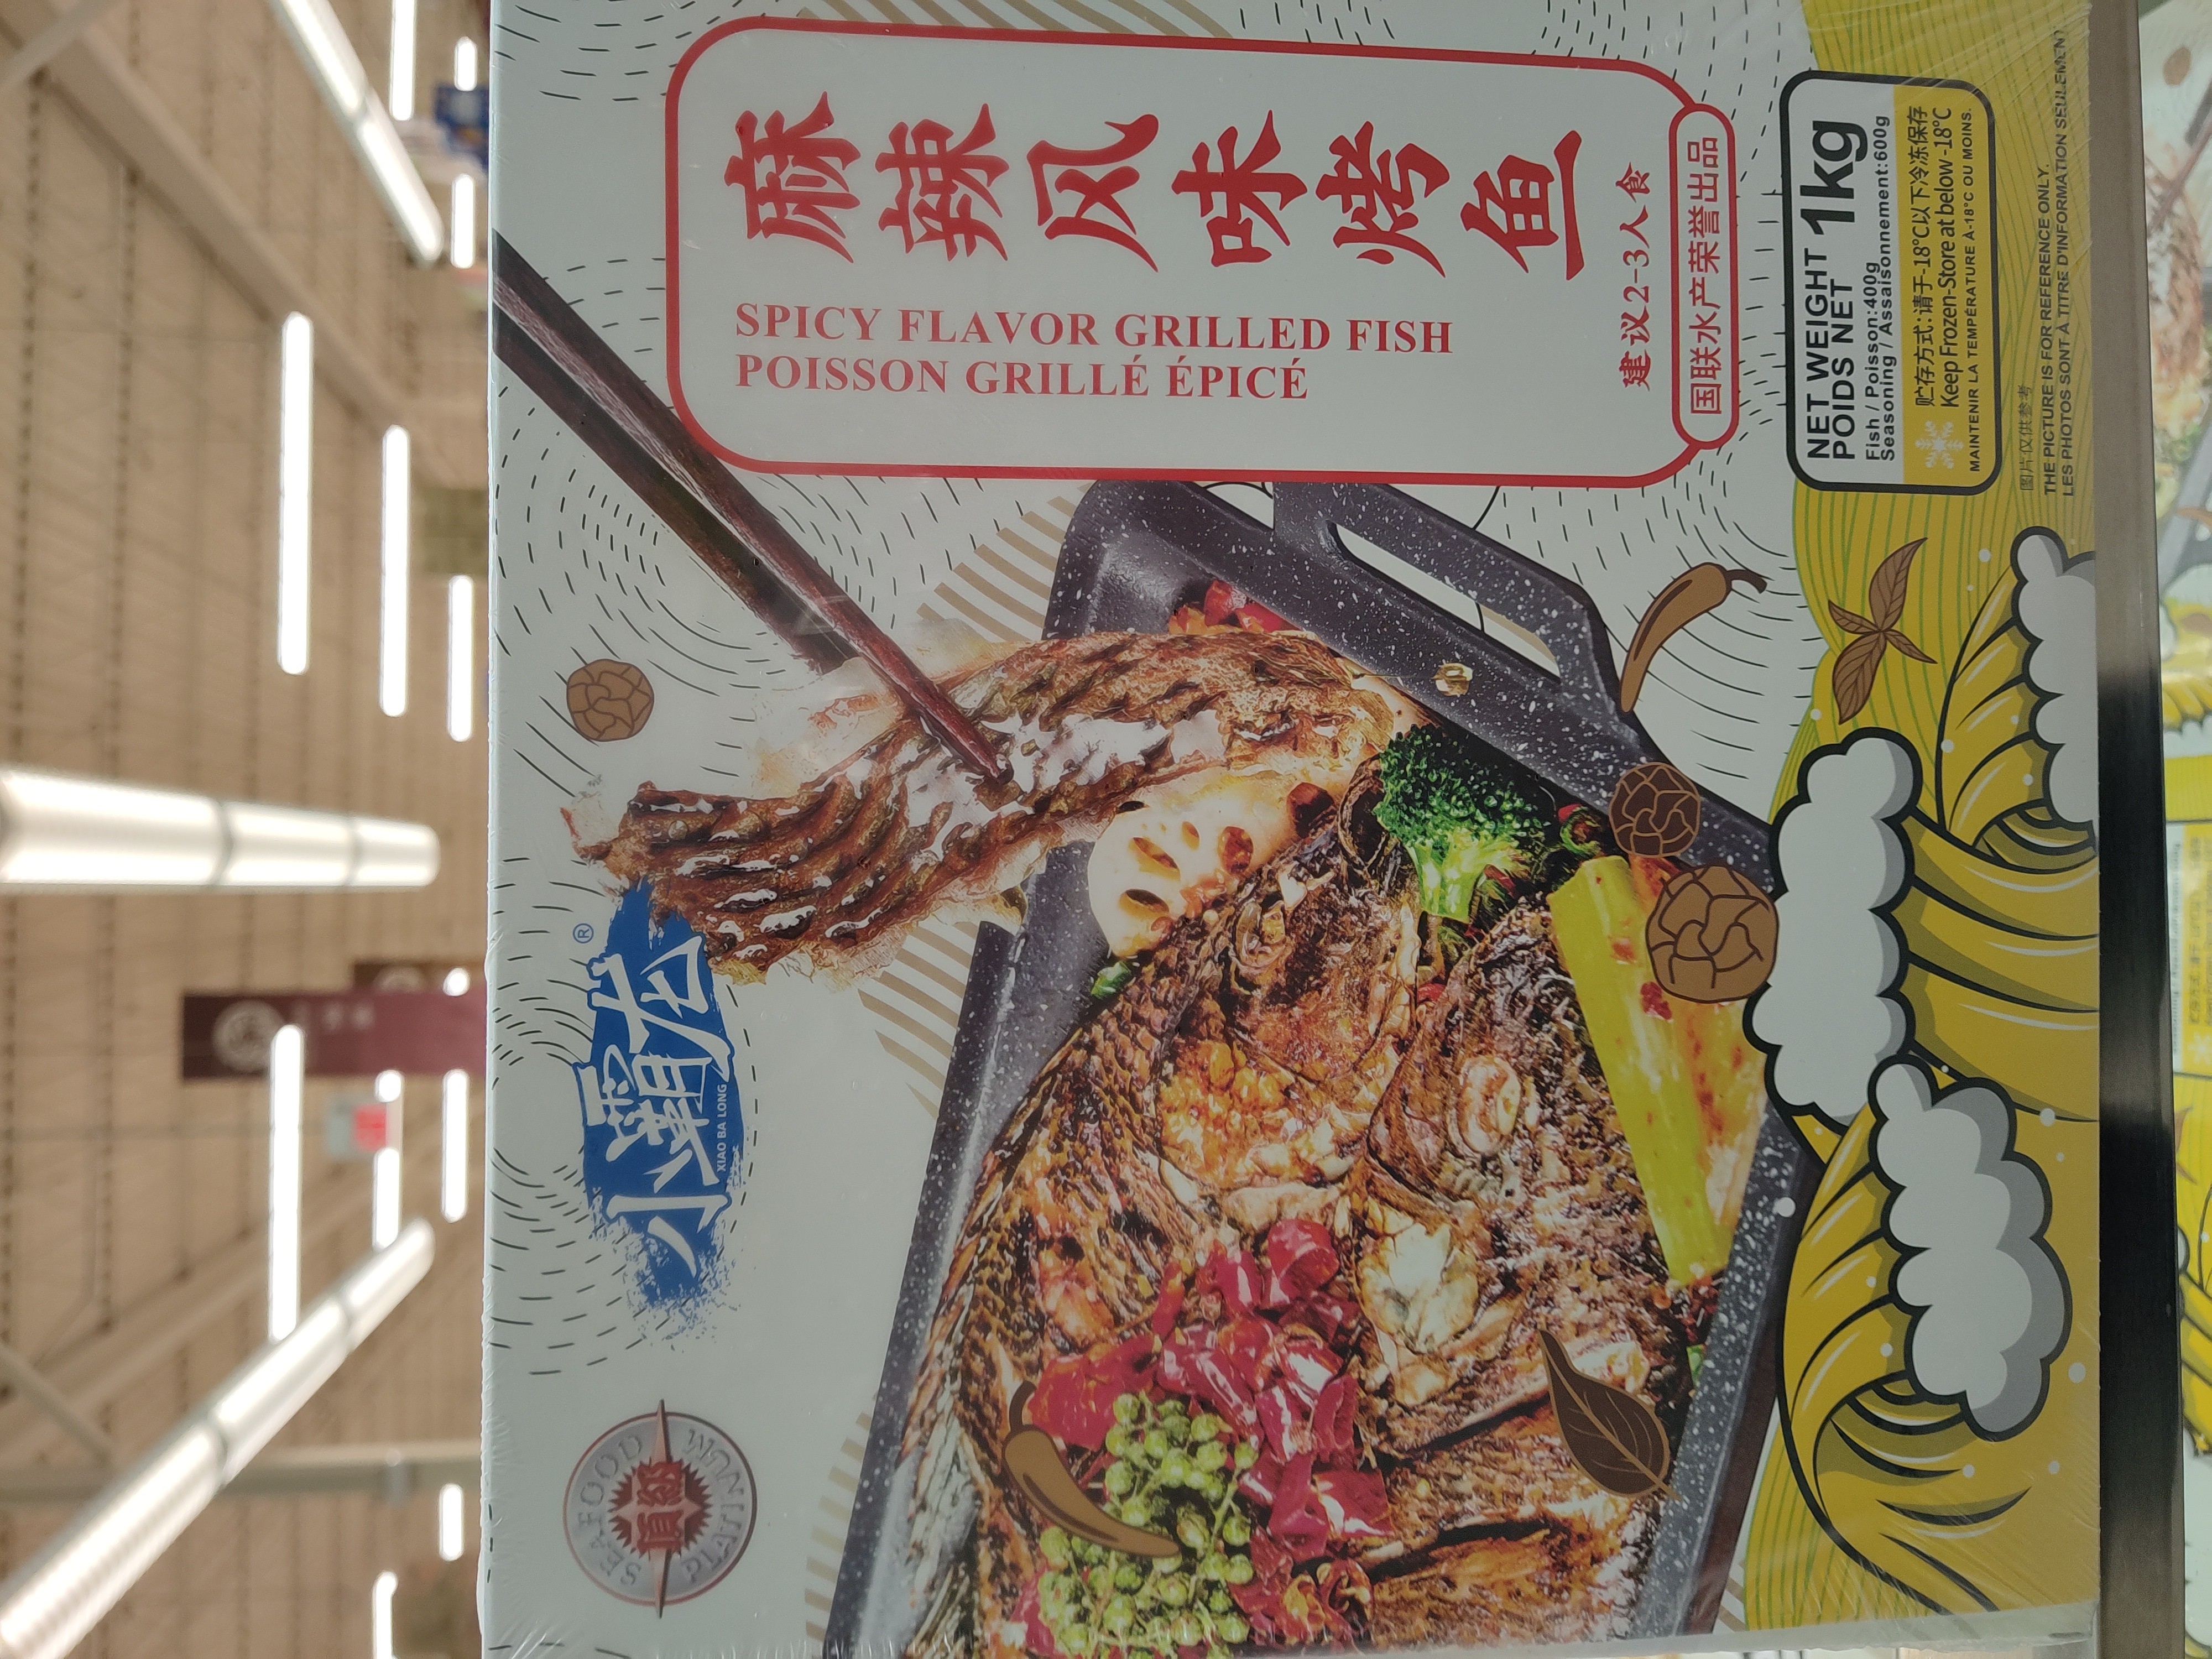 SEAFOOD
頂級
PLATINUM
®
小霸龙
XIAO BA LONG
麻辣风味烤鱼
SPICY FLAVOR GRILLED FISH
POISSON GRILLÉ ÉPICÉ
建议2-3人食
国联水产荣誉出品
NET WEIGHT
POIDS NET 1kg
Fish / Poisson:400g
Seasoning /Assaisonnement:600g
贮存方式:请于-18°C以下冷冻保存
Keep Frozen-Store at below -18°C
MAINTENIR LA TEMPÉRATURE À-18°C OU MOINS.
图片仅供参考
THE PICTURE IS FOR REFERENCE ONLY.
LES PHOTOS SONT À TITRE D'INFORMATION SEULEMENT